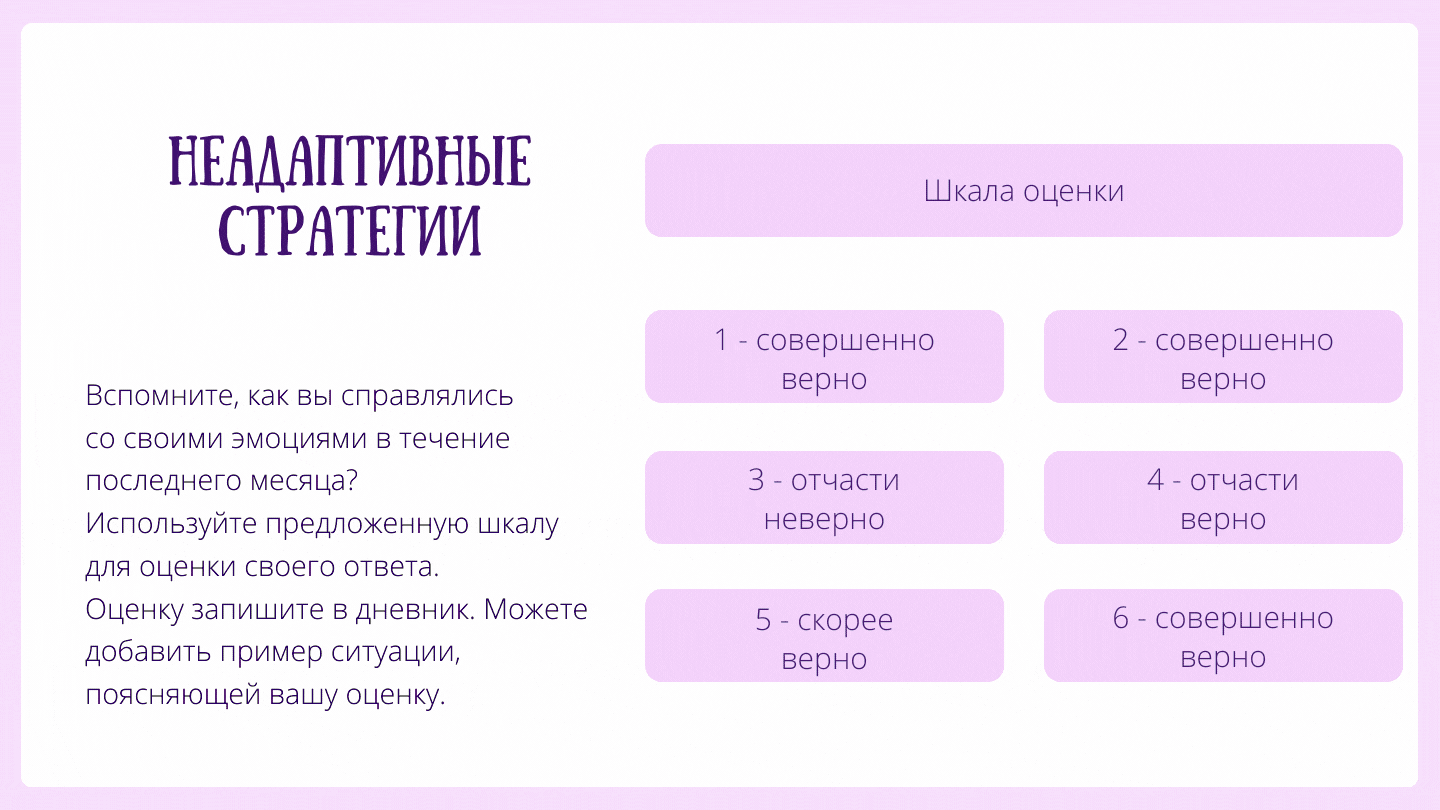 НЕАДАПТИВНЫЕ
СТРАТЕГИИ
Вспомните, как вы справлялись
со своими эмоциями в течение
последнего месяца?
Используйте предложенную шкалу
для оценки своего ответа.
Оценку запишите в дневник. Можете
добавить пример ситуации,
поясняющей вашу оценку.
Шкала оценки
1 - совершенно
верно
2 - совершенно
верно
3 - отчасти
неверно
4 - отчасти
верно
5 - скорее
верно
6 - совершенно
верно